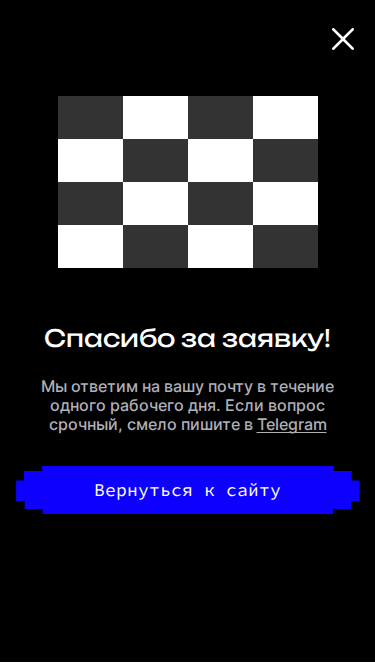 Спасибо за заявку!
Мы ответим на вашу почту в течение
одного рабочего дня. Если вопрос
срочный, смело пишите в Telegram
Вернуться к сайту